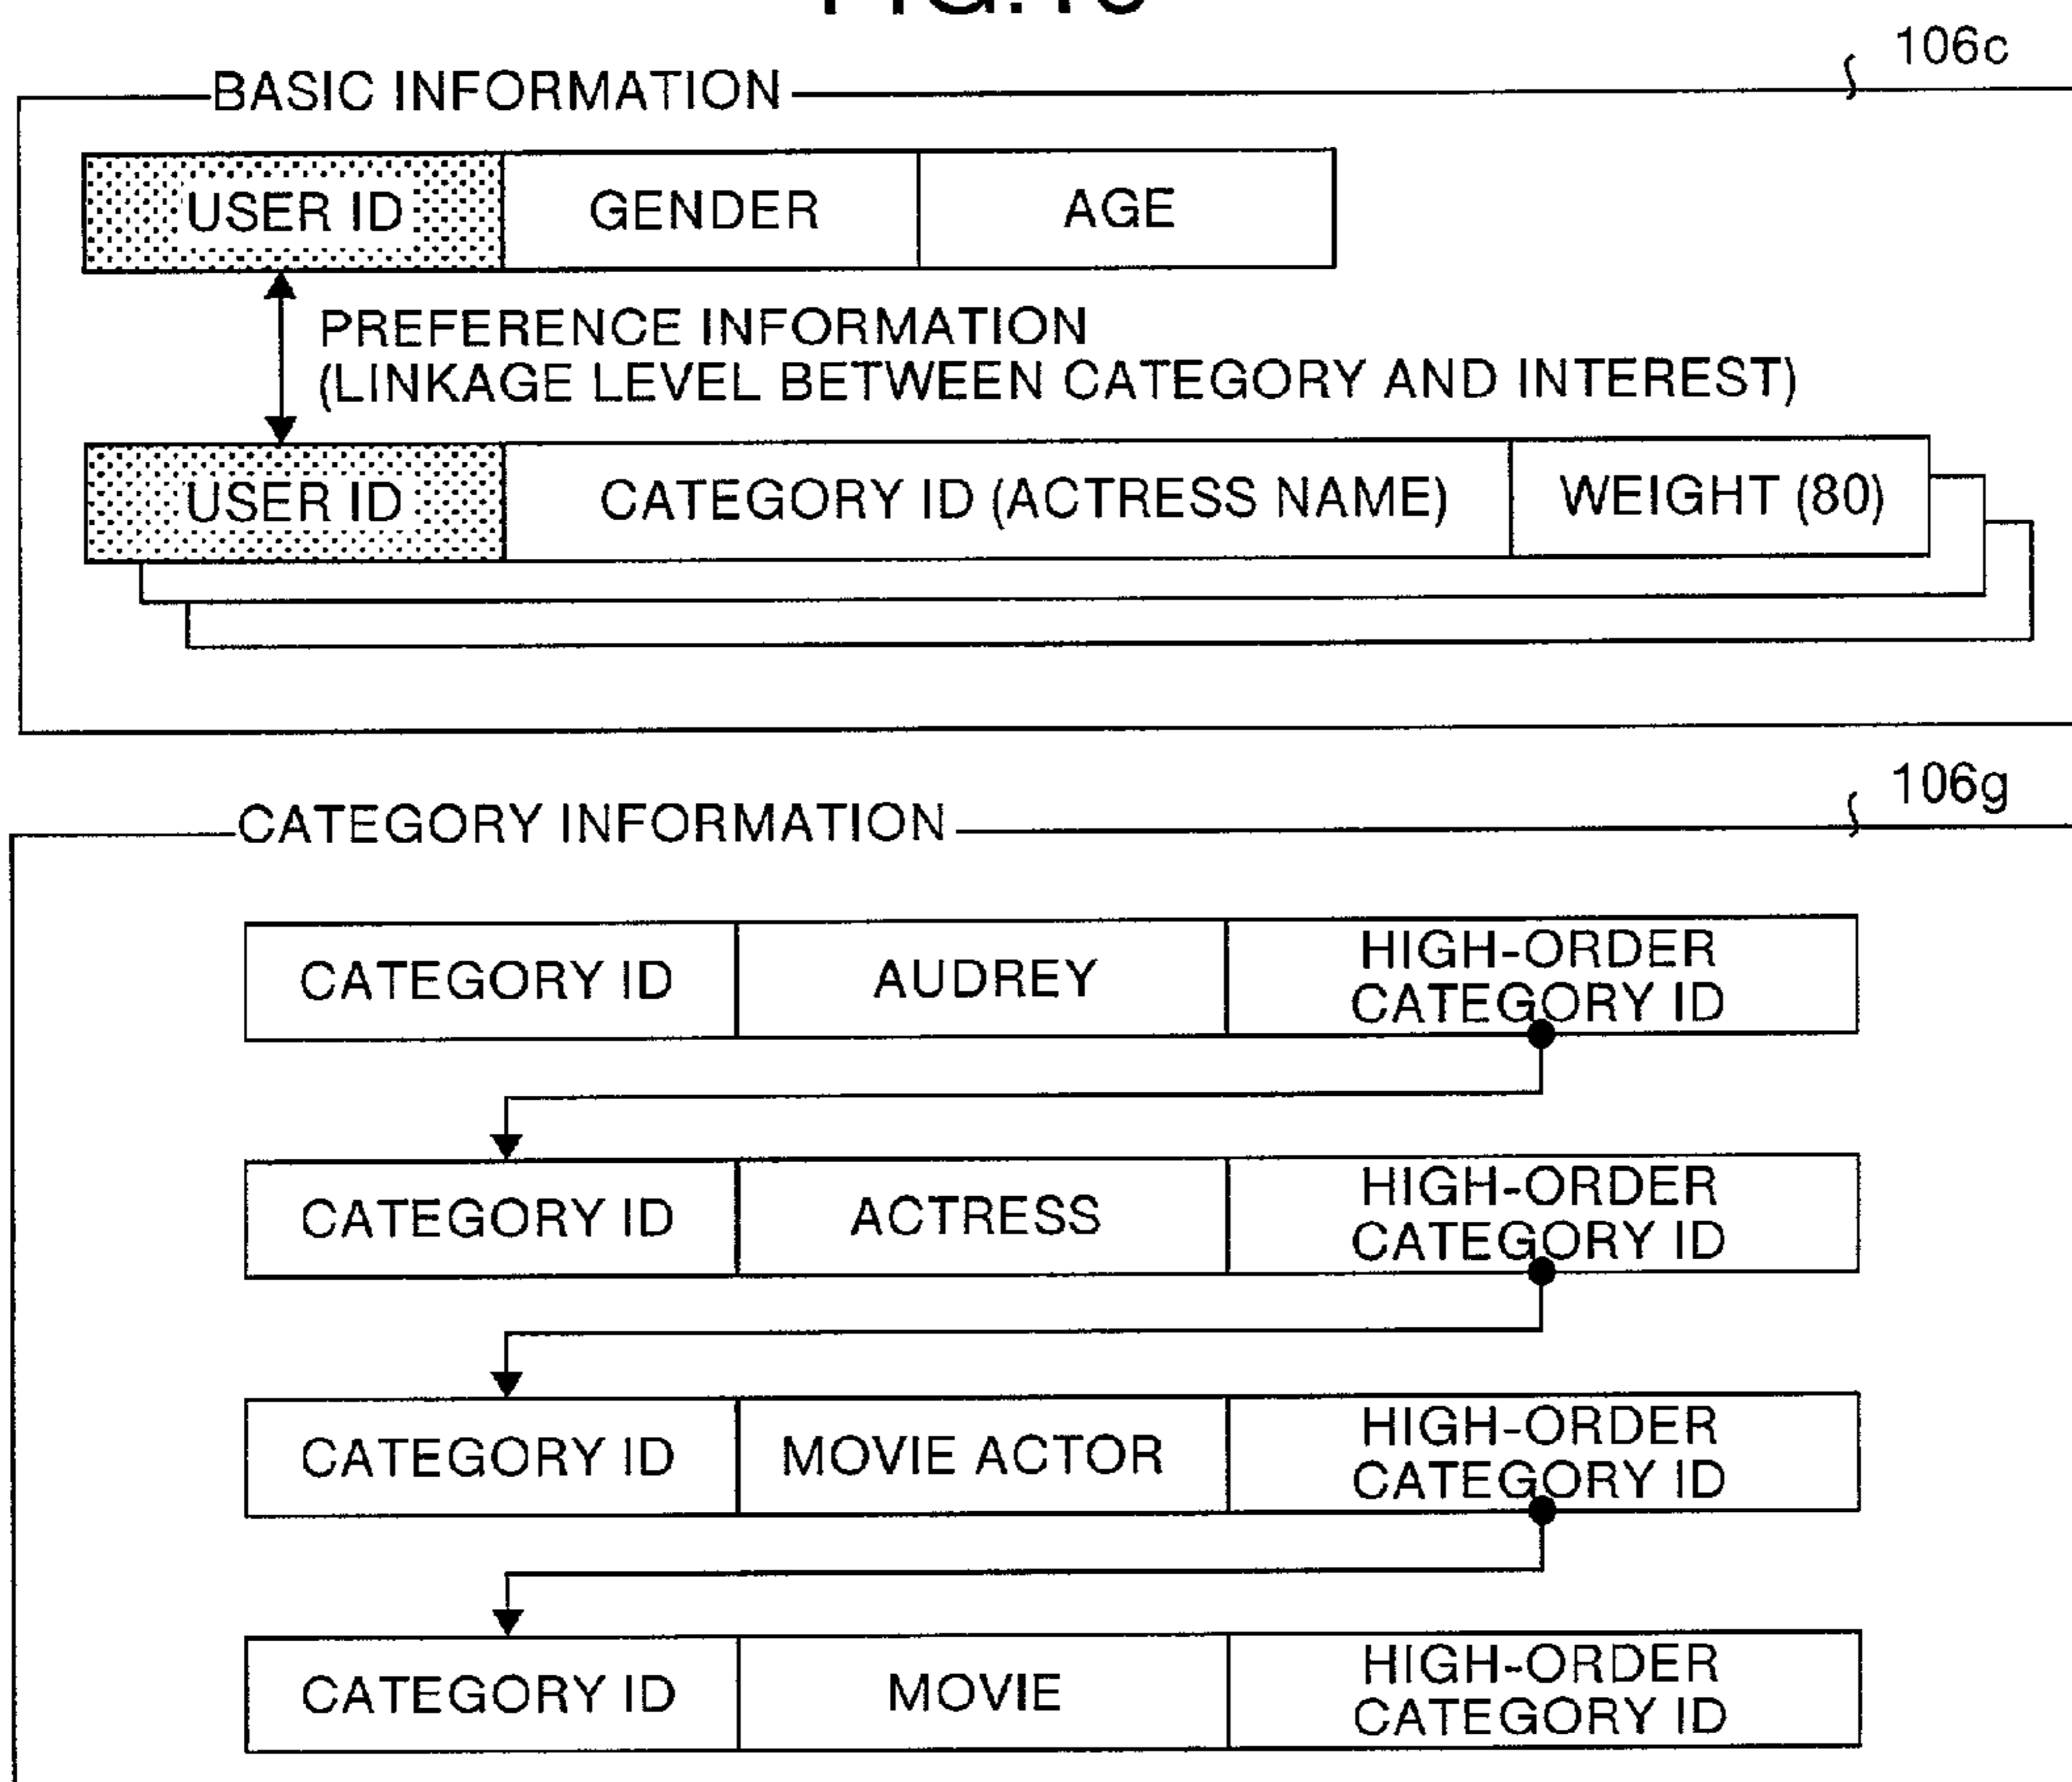 106c
BASIC INFORMATION
USER ID GENDER AGE
PREFERENCE INFORMATION
(LINKAGE LEVEL BETWEEN CATEGORY AND INTEREST)
USER ID CATEGORY ID (ACTRESS NAME) WEIGHT (80)
106g
CATEGORY INFORMATION
CATEGORY ID AUDREY HIGH-ORDER
CATEGORY ID
CATEGORY ID ACTRESS HIGH-ORDER
CATEGORY ID
CATEGORY ID MOVIE ACTOR HIGH-ORDER
CATEGORY ID
CATEGORY ID MOVIE HIGH-ORDER
CATEGORY ID